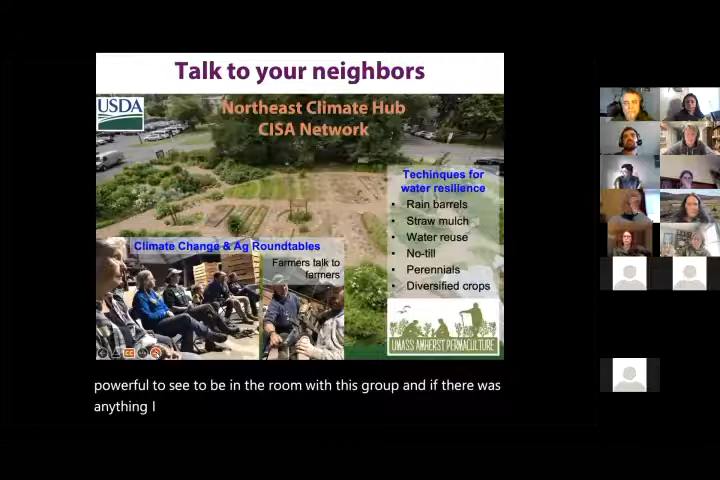 Talk to your neighbors
USDA
Northeast Climate Hub
CISA Network
Techinques for
water resilience
• Rain barrels
• Straw mulch
• Water reuse
• No-till
• Perennials
• Diversified crops
Climate Change & Ag Roundtables
Farmers talk to
farmers
UMASS AMHERST PERMACULTURE
powerful to see to be in the room with this group and if there was
anything I